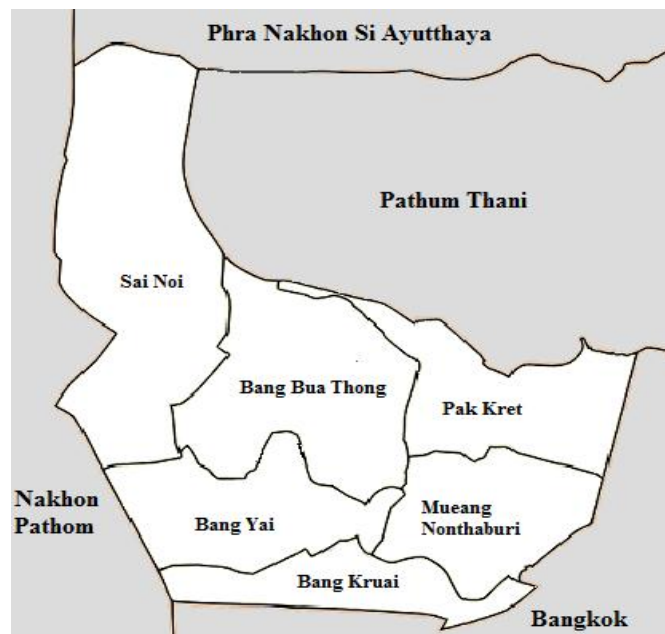 Phra Nakhon Si Ayutthaya
Pathum Thani
Sai Noi
Bang Bua Thong
Pak Kret
Nakhon
Pathom
Mueang
Nonthaburi
Bang Yai
Bang Kruai
Bangkok